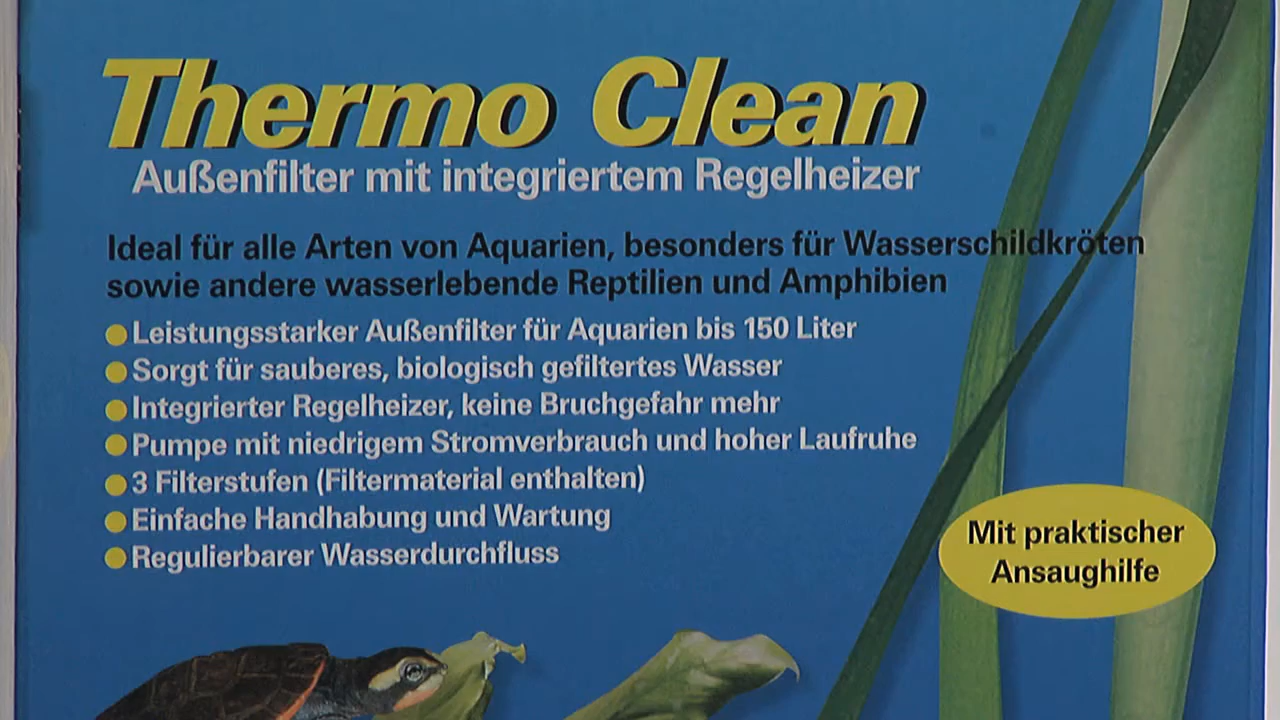 Thermo Clean
Außenfilter mit integriertem Regelheizer
Ideal für alle Arten von Aquarien, besonders für Wasserschildkröten
sowie andere wasserlebende Reptilien und Amphibien
Leistungsstarker Außenfilter für Aquarien bis 150 Liter
Sorgt für sauberes, biologisch gefiltertes Wasser
Integrierter Regelheizer, keine Bruchgefahr mehr
Pumpe mit niedrigem Stromverbrauch und hoher Laufruhe
3 Filterstufen (Filtermaterial enthalten)
Einfache Handhabung und Wartung
Regulierbarer Wasserdurchfluss
Mit praktischer
Ansaughilfe